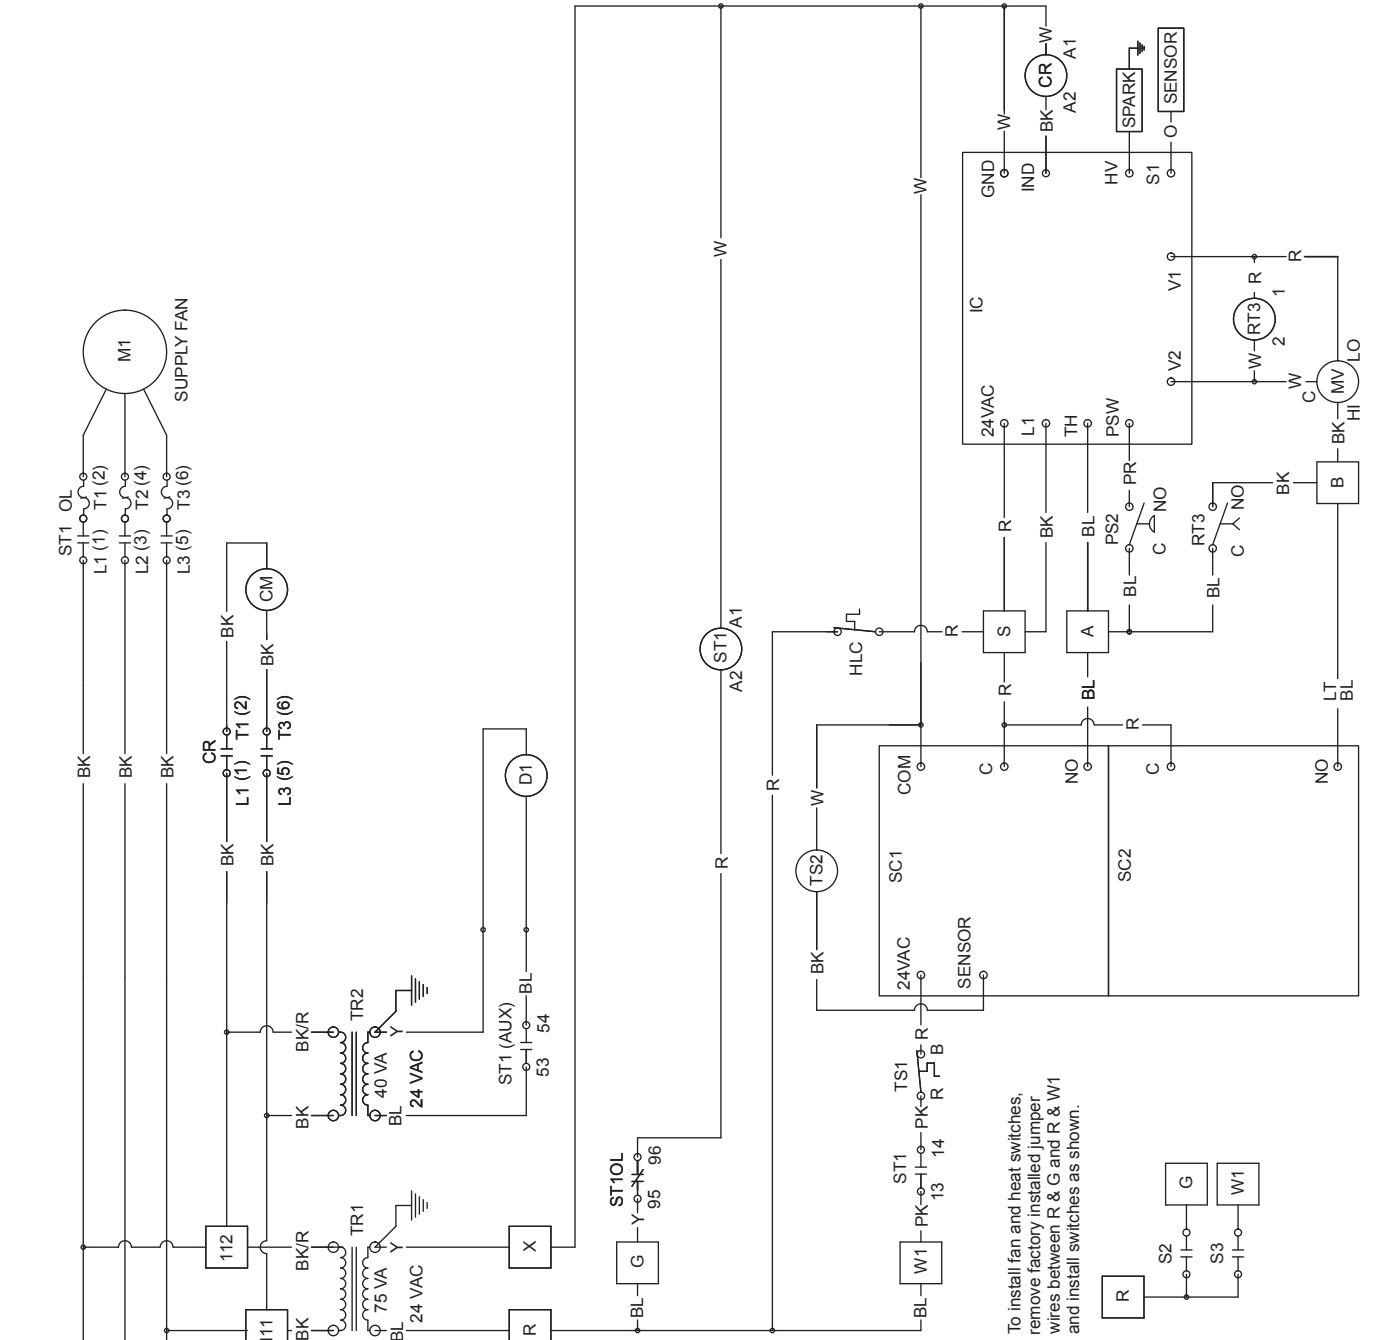 M1
SUPPLY FAN
ST1 OL
L1 (1) T1 (2)
L2 (3) T2 (4)
L3 (5) T3 (6)
BK
BK
BK
CM
BK
BK
CR
L1 (1) T1 (2)
L3 (5) T3 (6)
BK
BK
D1
BL
ST1 (AUX)
53 54
TR2
BK/R
BK
40 VA
24 VAC
Y
BL
112
111
TR1
BK/R
BK
75 VA
24 VAC
Y
BL
X
R
W
ST1
A2 A1
R
ST1OL
95 96
Y
G
BL
R
HLC
R
W
W
TS2
BK
W
CR
A2 A1
BK
W
SPARK
SENSOR
O
GND
IND
HV
S1
IC
V1
V2
24VAC
L1
TH
PSW
R
RT3
1
2
W
R
W
C
MV
LO
HI
BK
B
BK
R
BK
BL
PR
PS2
C NO
BL
RT3
C NO
BL
S
A
R
BL
R
LT
BL
COM
C
NO
C
NO
SC1
SC2
24VAC
SENSOR
R
TS1
R B
PK
ST1
13 14
PK
W1
BL
To install fan and heat switches,
remove factory installed jumper
wires between R & G and R & W1
and install switches as shown.
R
S2
G
S3
W1